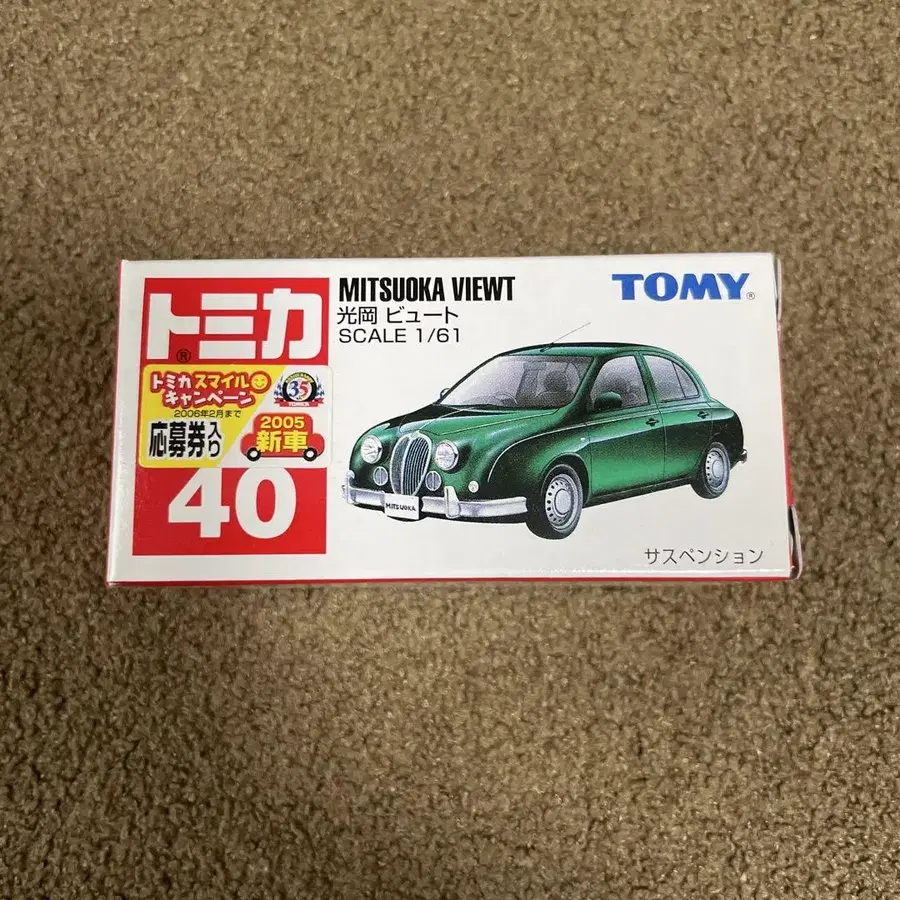 トミカ®
MITSUOKA VIEWT
光岡 ビュート
SCALE 1/61
TOMY®
トミカスマイル
キャンペーン
2006年2月まで
応募券入り
35
2005
新車
40
MITSUOKA
サスペンション